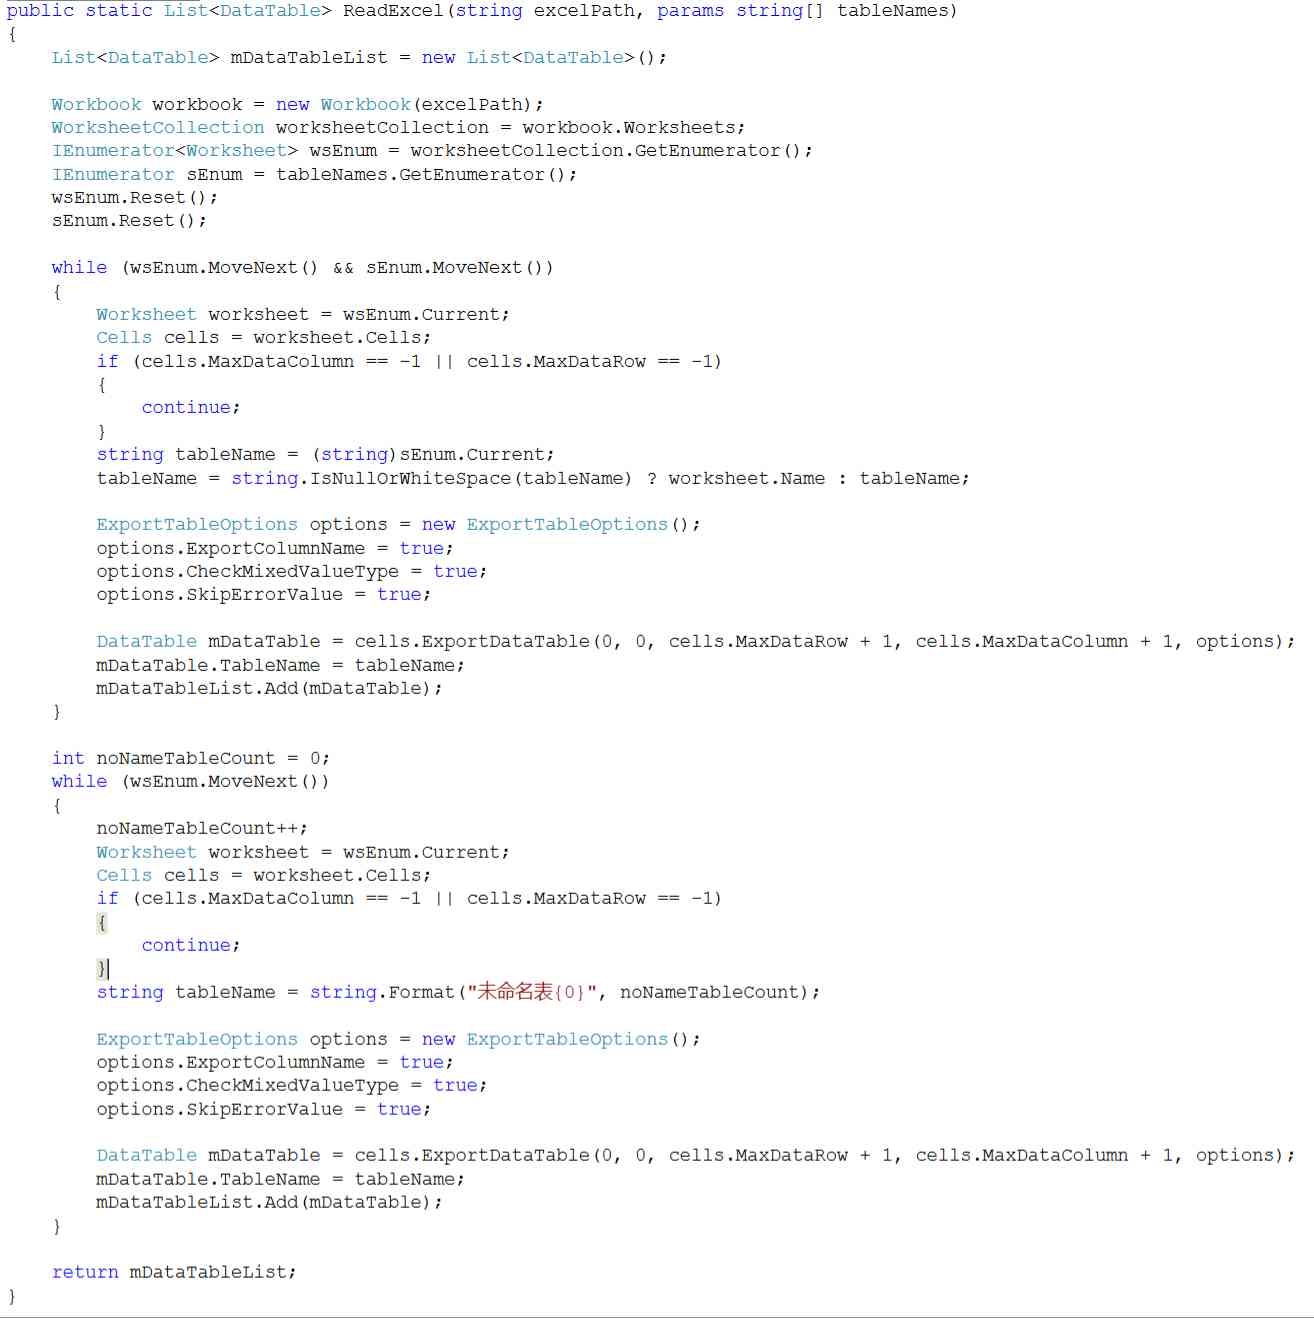 public static List<DataTable> ReadExcel(string excelPath, params string[] tableNames)
{
List<DataTable> mDataTableList = new List<DataTable>();
Workbook workbook = new Workbook(excelPath);
WorksheetCollection worksheetCollection = workbook.Worksheets;
IEnumerator<Worksheet> wsEnum = worksheetCollection.GetEnumerator();
IEnumerator sEnum = tableNames.GetEnumerator();
wsEnum.Reset();
sEnum.Reset();
while (wsEnum.MoveNext() && sEnum.MoveNext())
{
Worksheet worksheet = wsEnum.Current;
Cells cells = worksheet.Cells;
if (cells.MaxDataColumn == -1 || cells.MaxDataRow == -1)
{
continue;
}
string tableName = (string)sEnum.Current;
tableName = string.IsNullOrWhiteSpace(tableName) ? worksheet.Name : tableName;
ExportTableOptions options = new ExportTableOptions();
options.ExportColumnName = true;
options.CheckMixedValueType = true;
options.SkipErrorValue = true;
DataTable mDataTable = cells.ExportDataTable(0, 0, cells.MaxDataRow + 1, cells.MaxDataColumn + 1, options);
mDataTable.TableName = tableName;
mDataTableList.Add(mDataTable);
}
int noNameTableCount = 0;
while (wsEnum.MoveNext())
{
noNameTableCount++;
Worksheet worksheet = wsEnum.Current;
Cells cells = worksheet.Cells;
if (cells.MaxDataColumn == -1 || cells.MaxDataRow == -1)
{
continue;
}
string tableName = string.Format("未命名表{0}", noNameTableCount);
ExportTableOptions options = new ExportTableOptions();
options.ExportColumnName = true;
options.CheckMixedValueType = true;
options.SkipErrorValue = true;
DataTable mDataTable = cells.ExportDataTable(0, 0, cells.MaxDataRow + 1, cells.MaxDataColumn + 1, options);
mDataTable.TableName = tableName;
mDataTableList.Add(mDataTable);
}
return mDataTableList;
}